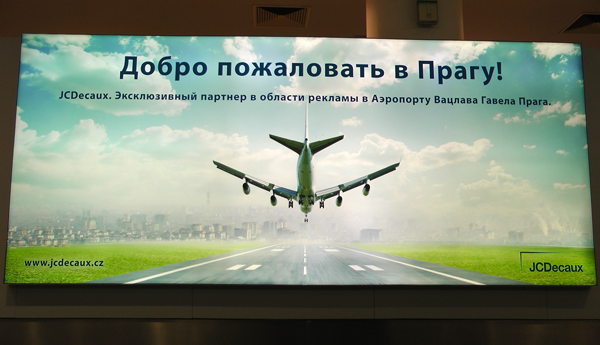 Добро пожаловать в Прагу!
JCDecaux. Эксклюзивный партнер в области рекламы в Аэропорту Вацлава Гавела Прага.
www.jcdecaux.cz
JCDecaux